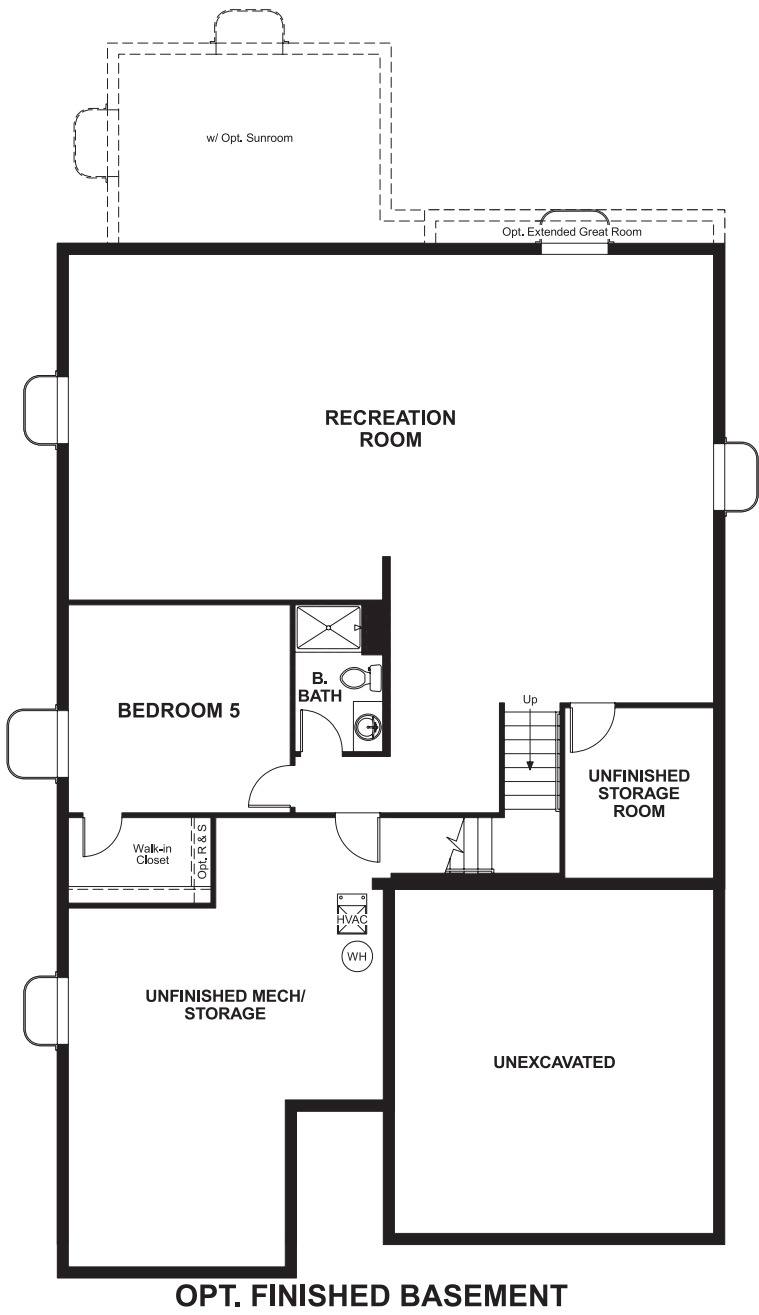 w/ Opt. Sunroom
Opt. Extended Great Room
RECREATION
ROOM
B.
BATH
BEDROOM 5
Up
UNFINISHED
STORAGE
ROOM
Walk-in
Closet
Opt. R & S
HVAC
WH
UNFINISHED MECH/
STORAGE
UNEXCAVATED
OPT. FINISHED BASEMENT